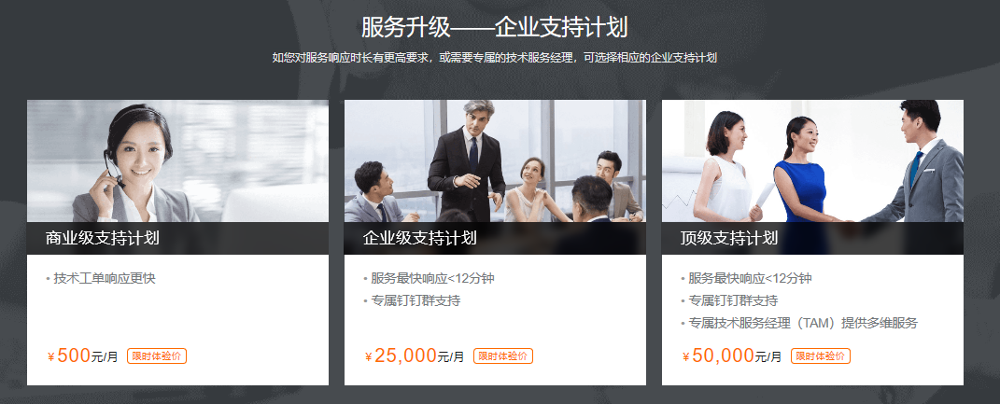 服务升级——企业支持计划
如您对服务响应时长有更高要求，或需要专属的技术服务经理，可选择相应的企业支持计划
商业级支持计划
• 技术工单响应更快
¥500元/月 限时体验价
企业级支持计划
• 服务最快响应<12分钟
• 专属钉钉群支持
¥25,000元/月 限时体验价
顶级支持计划
• 服务最快响应<12分钟
• 专属钉钉群支持
• 专属技术服务经理（TAM）提供多维服务
¥50,000元/月 限时体验价